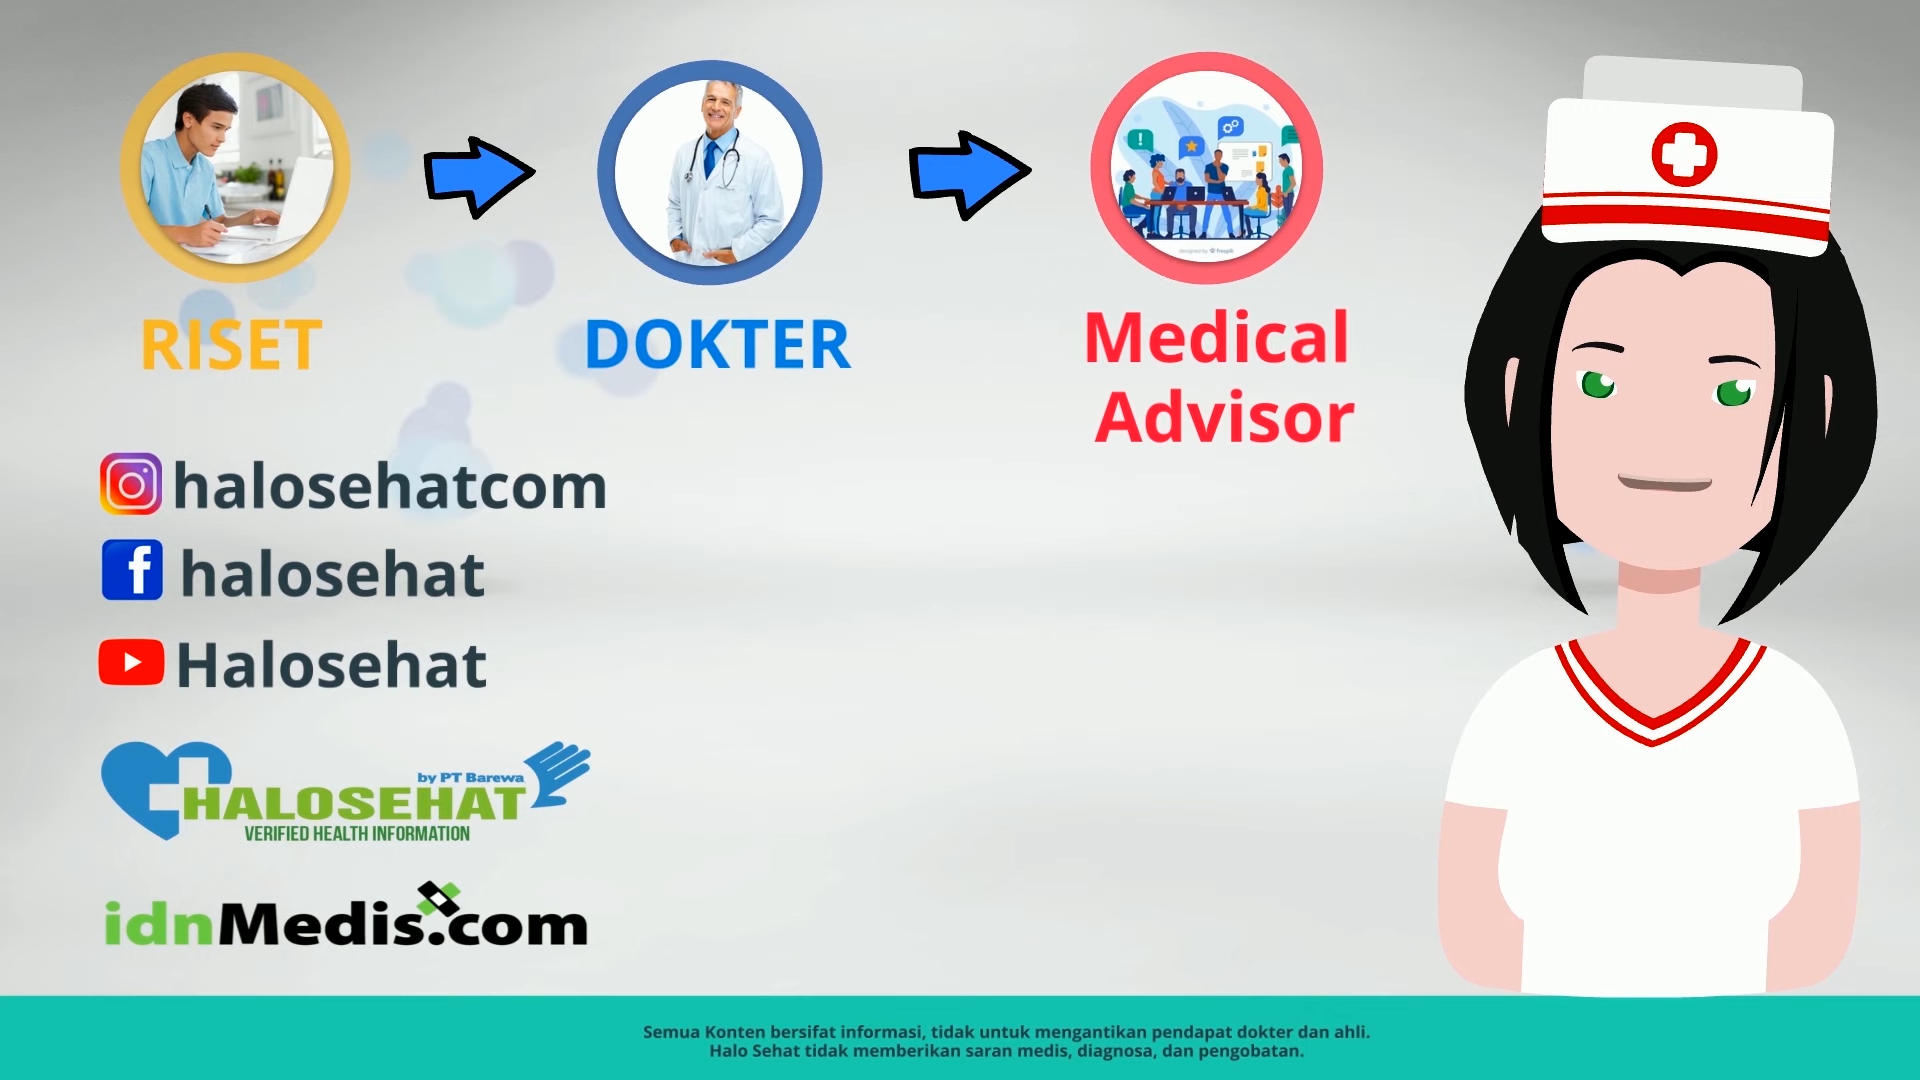 RISET
DOKTER
Medical
Advisor
halosehatcom
halosehat
Halosehat
by PT Barewa
HALOSEHAT
VERIFIED HEALTH INFORMATION
idnMedis.com
Semua Konten bersifat informasi, tidak untuk mengantikan pendapat dokter dan ahli.
Halo Sehat tidak memberikan saran medis, diagnosa, dan pengobatan.